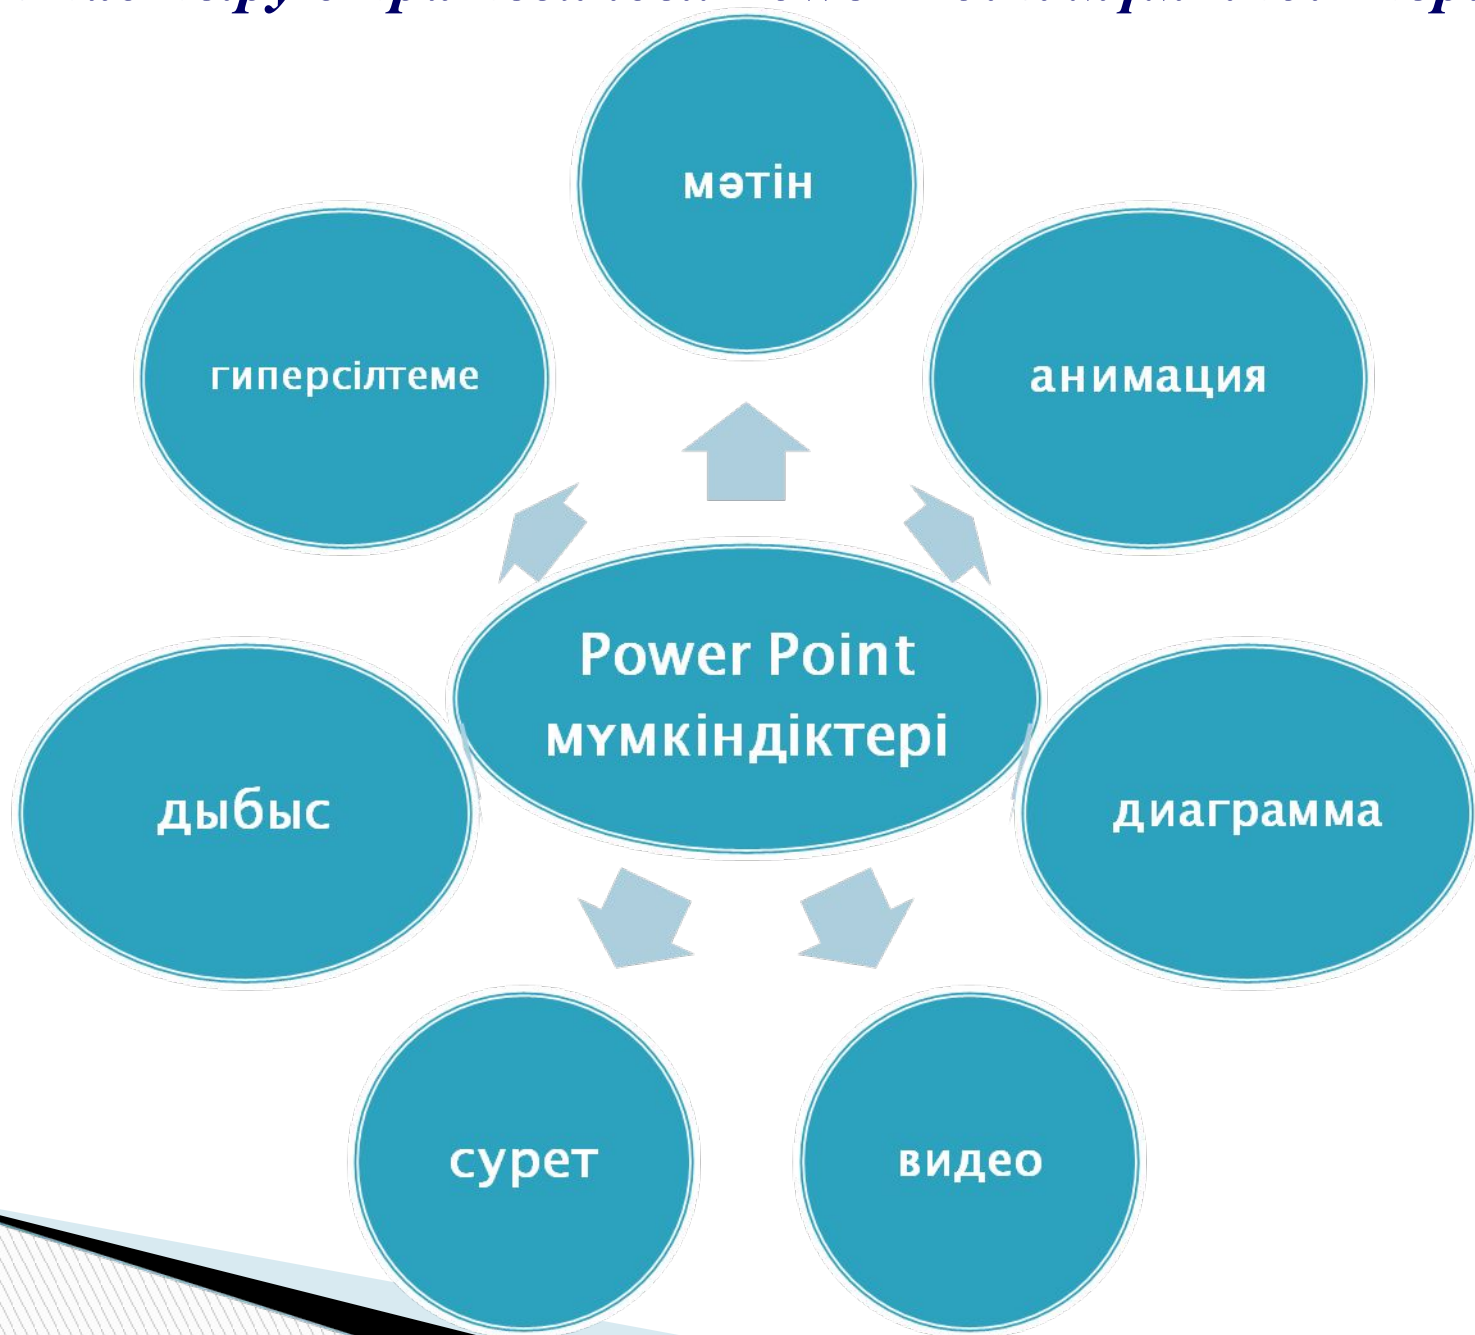 мәтін
анимация
диаграмма
видео
сурет
дыбыс
гиперсілтеме
Power Point
мүмкіндіктері